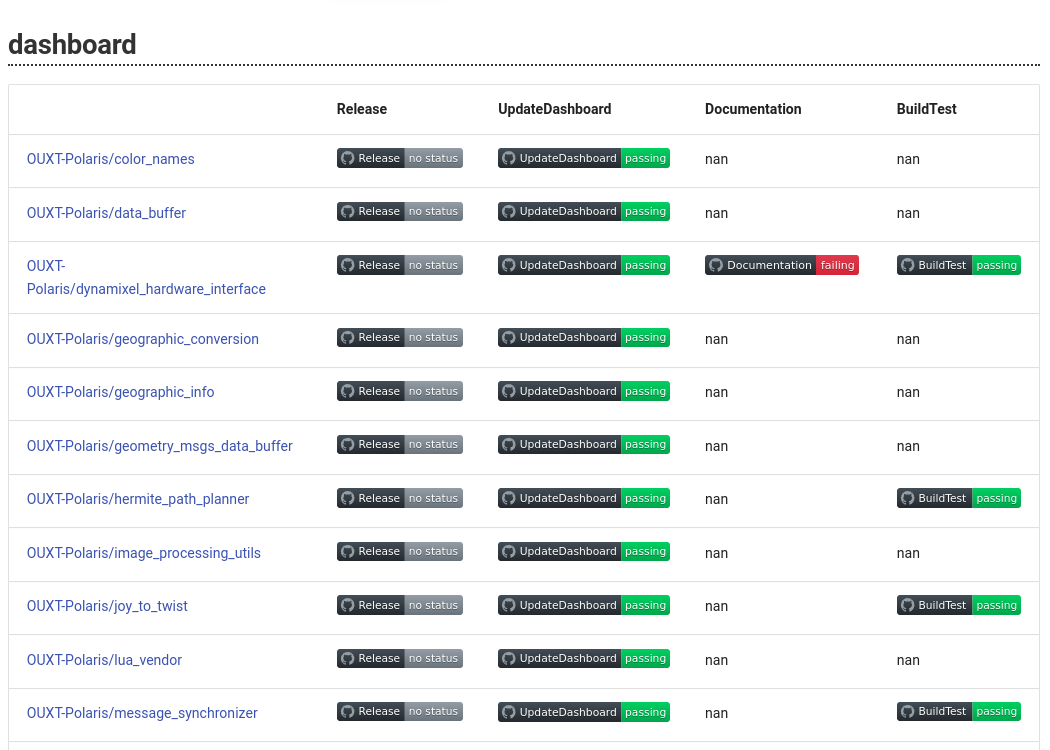 dashboard
Release UpdateDashboard Documentation BuildTest
OUXT-Polaris/color_names Release no status UpdateDashboard passing nan nan
OUXT-Polaris/data_buffer Release no status UpdateDashboard passing nan nan
OUXT- Release no status UpdateDashboard passing Documentation failing BuildTest passing
Polaris/dynamixel_hardware_interface
OUXT-Polaris/geographic_conversion Release no status UpdateDashboard passing nan nan
OUXT-Polaris/geographic_info Release no status UpdateDashboard passing nan nan
OUXT-Polaris/geometry_msgs_data_buffer Release no status UpdateDashboard passing nan nan
OUXT-Polaris/hermite_path_planner Release no status UpdateDashboard passing nan BuildTest passing
OUXT-Polaris/image_processing_utils Release no status UpdateDashboard passing nan nan
OUXT-Polaris/joy_to_twist Release no status UpdateDashboard passing nan BuildTest passing
OUXT-Polaris/lua_vendor Release no status UpdateDashboard passing nan nan
OUXT-Polaris/message_synchronizer Release no status UpdateDashboard passing nan BuildTest passing